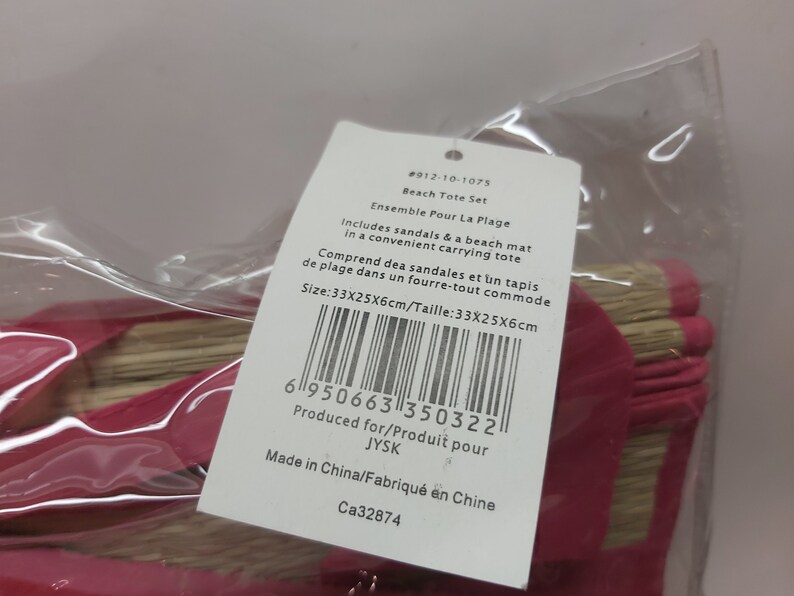 #912-10-1075
Beach Tote Set
Ensemble Pour La Plage
Includes sandals & a beach mat
in a convenient carrying tote
Comprend dea sandales et un tapis
de plage dans un fourre-tout commode
Size:33X25X6cm/Taille:33X25X6cm
6 950663 350322
Produced for/Produit pour
JYSK
Made in China/Fabriqué en Chine
Ca32874